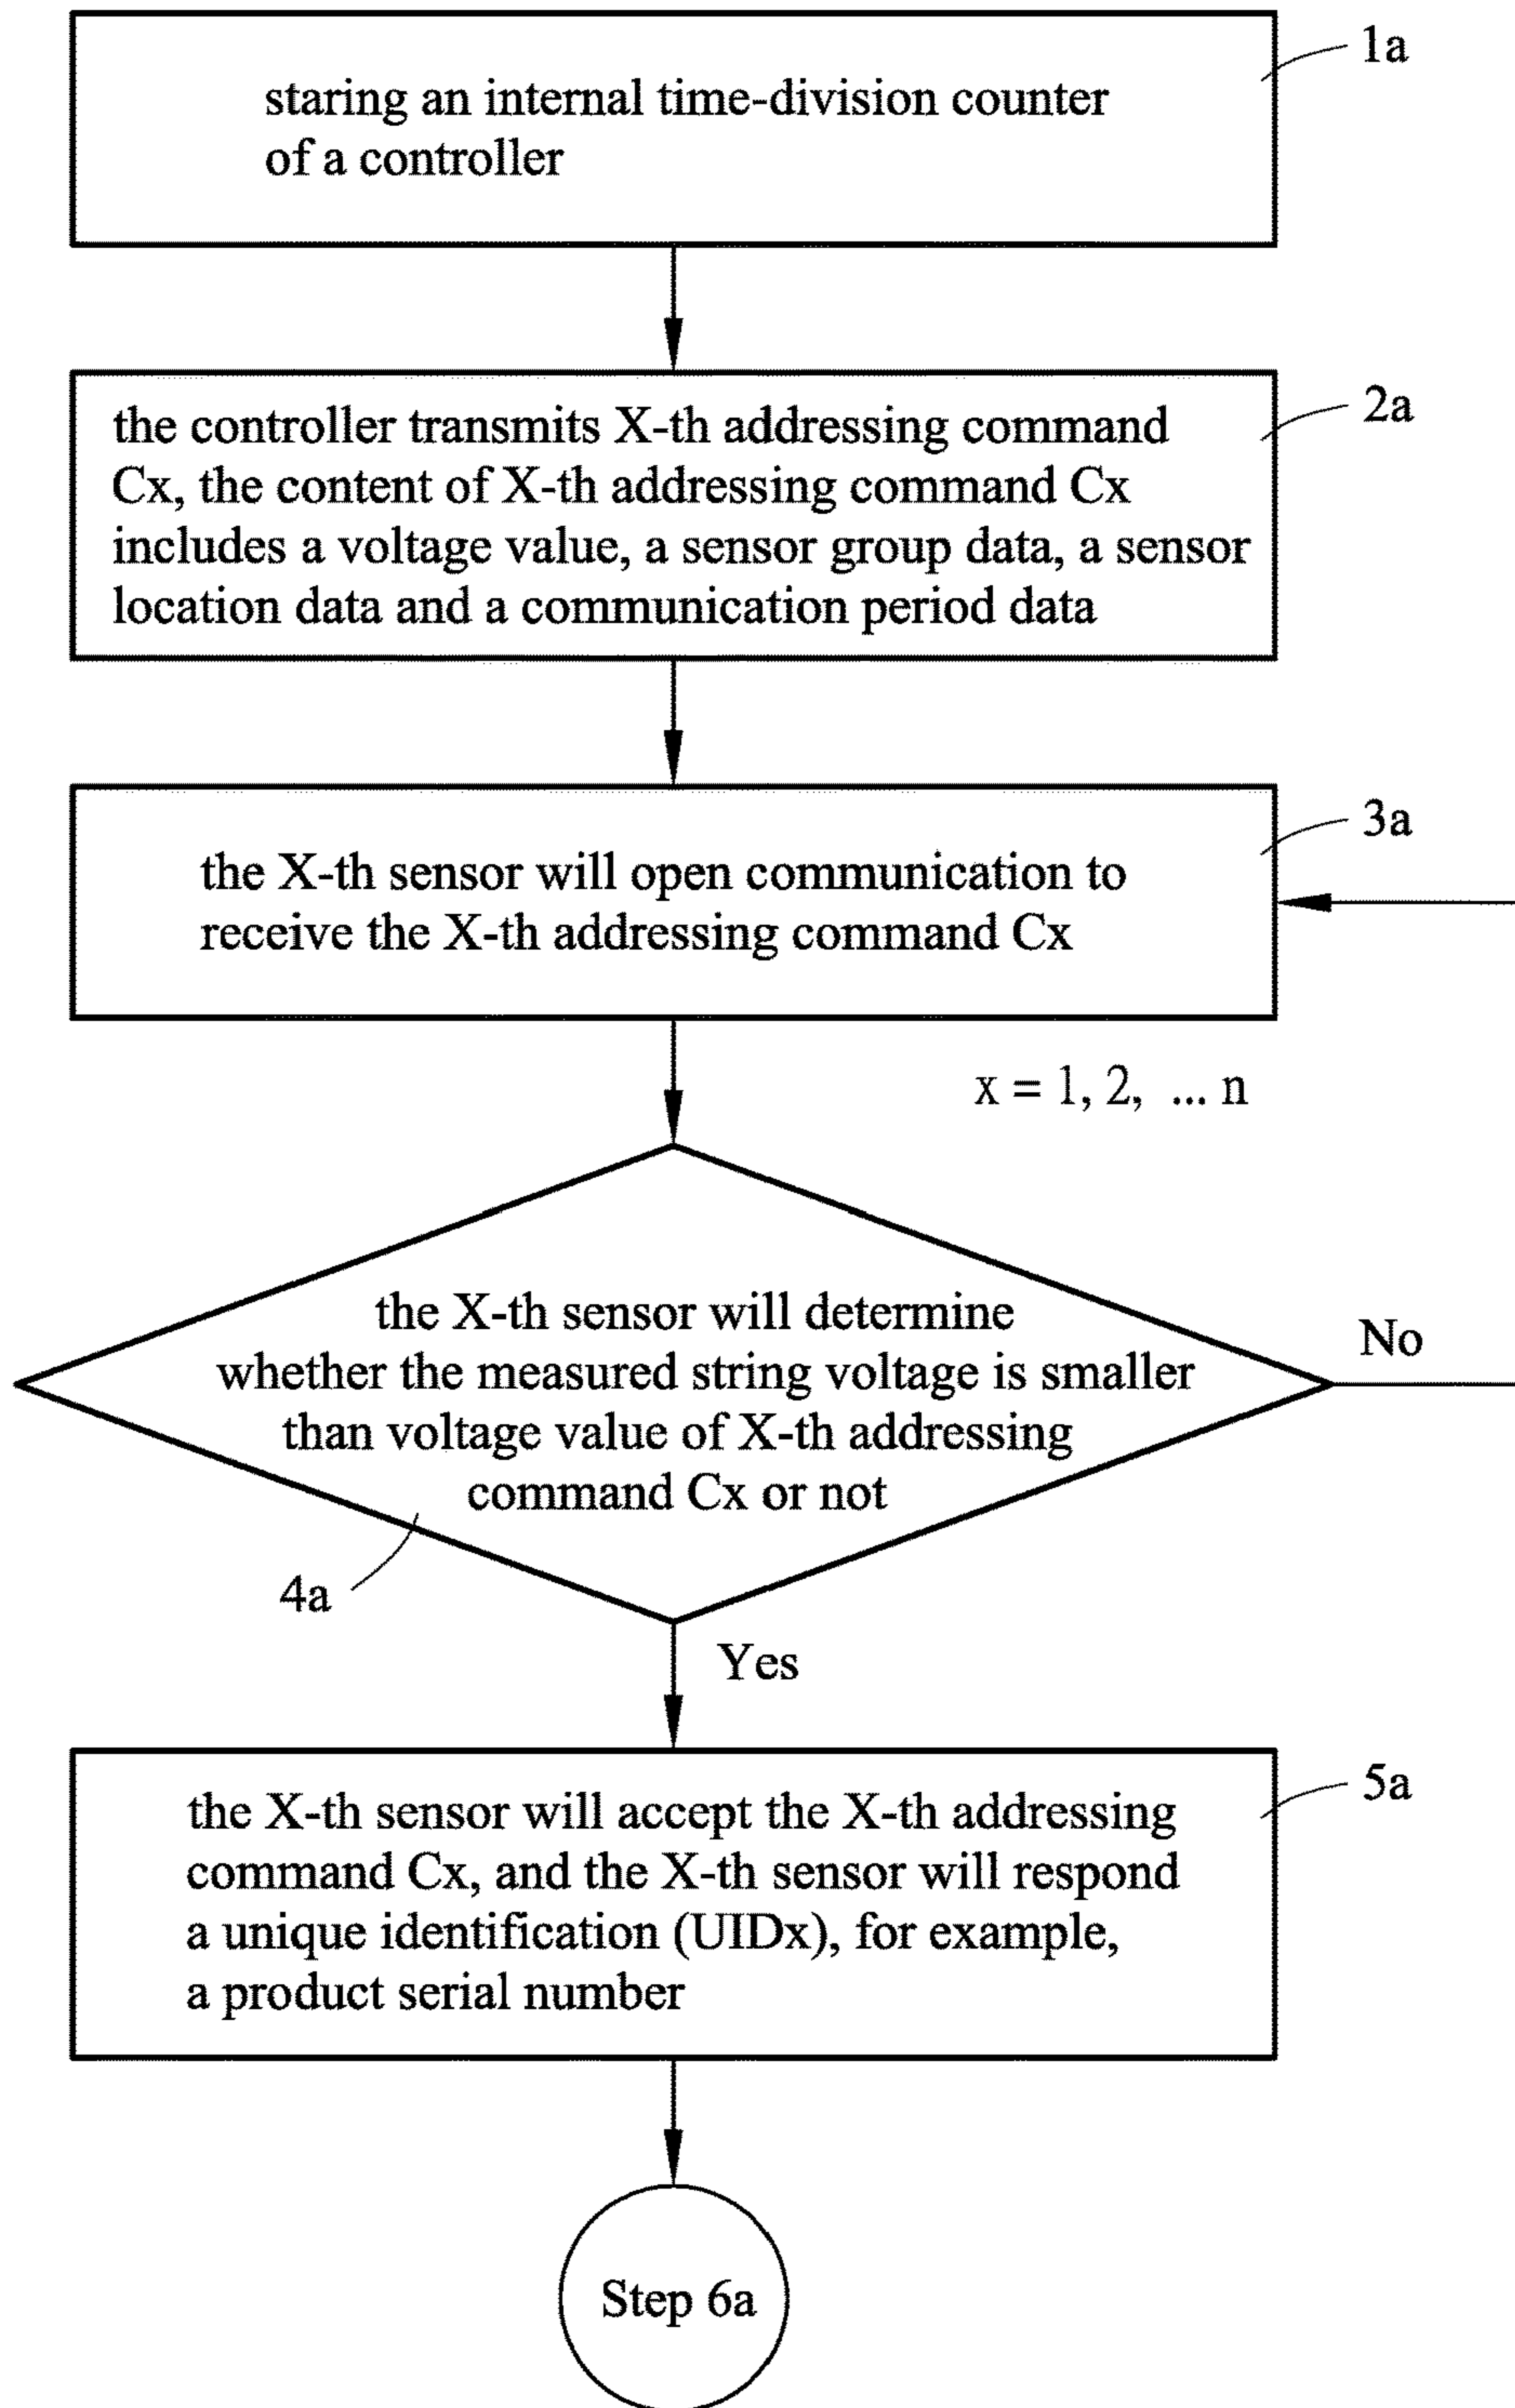 staring an internal time-division counter
of a controller
1a
the controller transmits X-th addressing command
Cx, the content of X-th addressing command Cx
includes a voltage value, a sensor group data, a sensor
location data and a communication period data
2a
the X-th sensor will open communication to
receive the X-th addressing command Cx
3a
x = 1, 2, ... n
the X-th sensor will determine
whether the measured string voltage is smaller
than voltage value of X-th addressing
command Cx or not
No
4a
Yes
the X-th sensor will accept the X-th addressing
command Cx, and the X-th sensor will respond
a unique identification (UIDx), for example,
a product serial number
5a
Step 6a